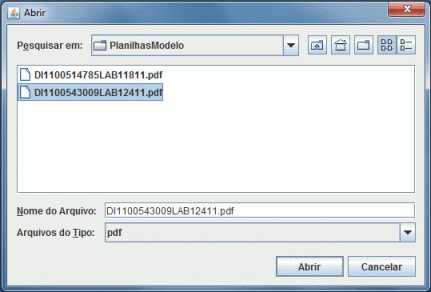 Abrir
Pesquisar em: PlanilhasModelo
DI1100514785LAB11811.pdf
DI1100543009LAB12411.pdf
Nome do Arquivo: DI1100543009LAB12411.pdf
Arquivos do Tipo: pdf
Abrir Cancelar